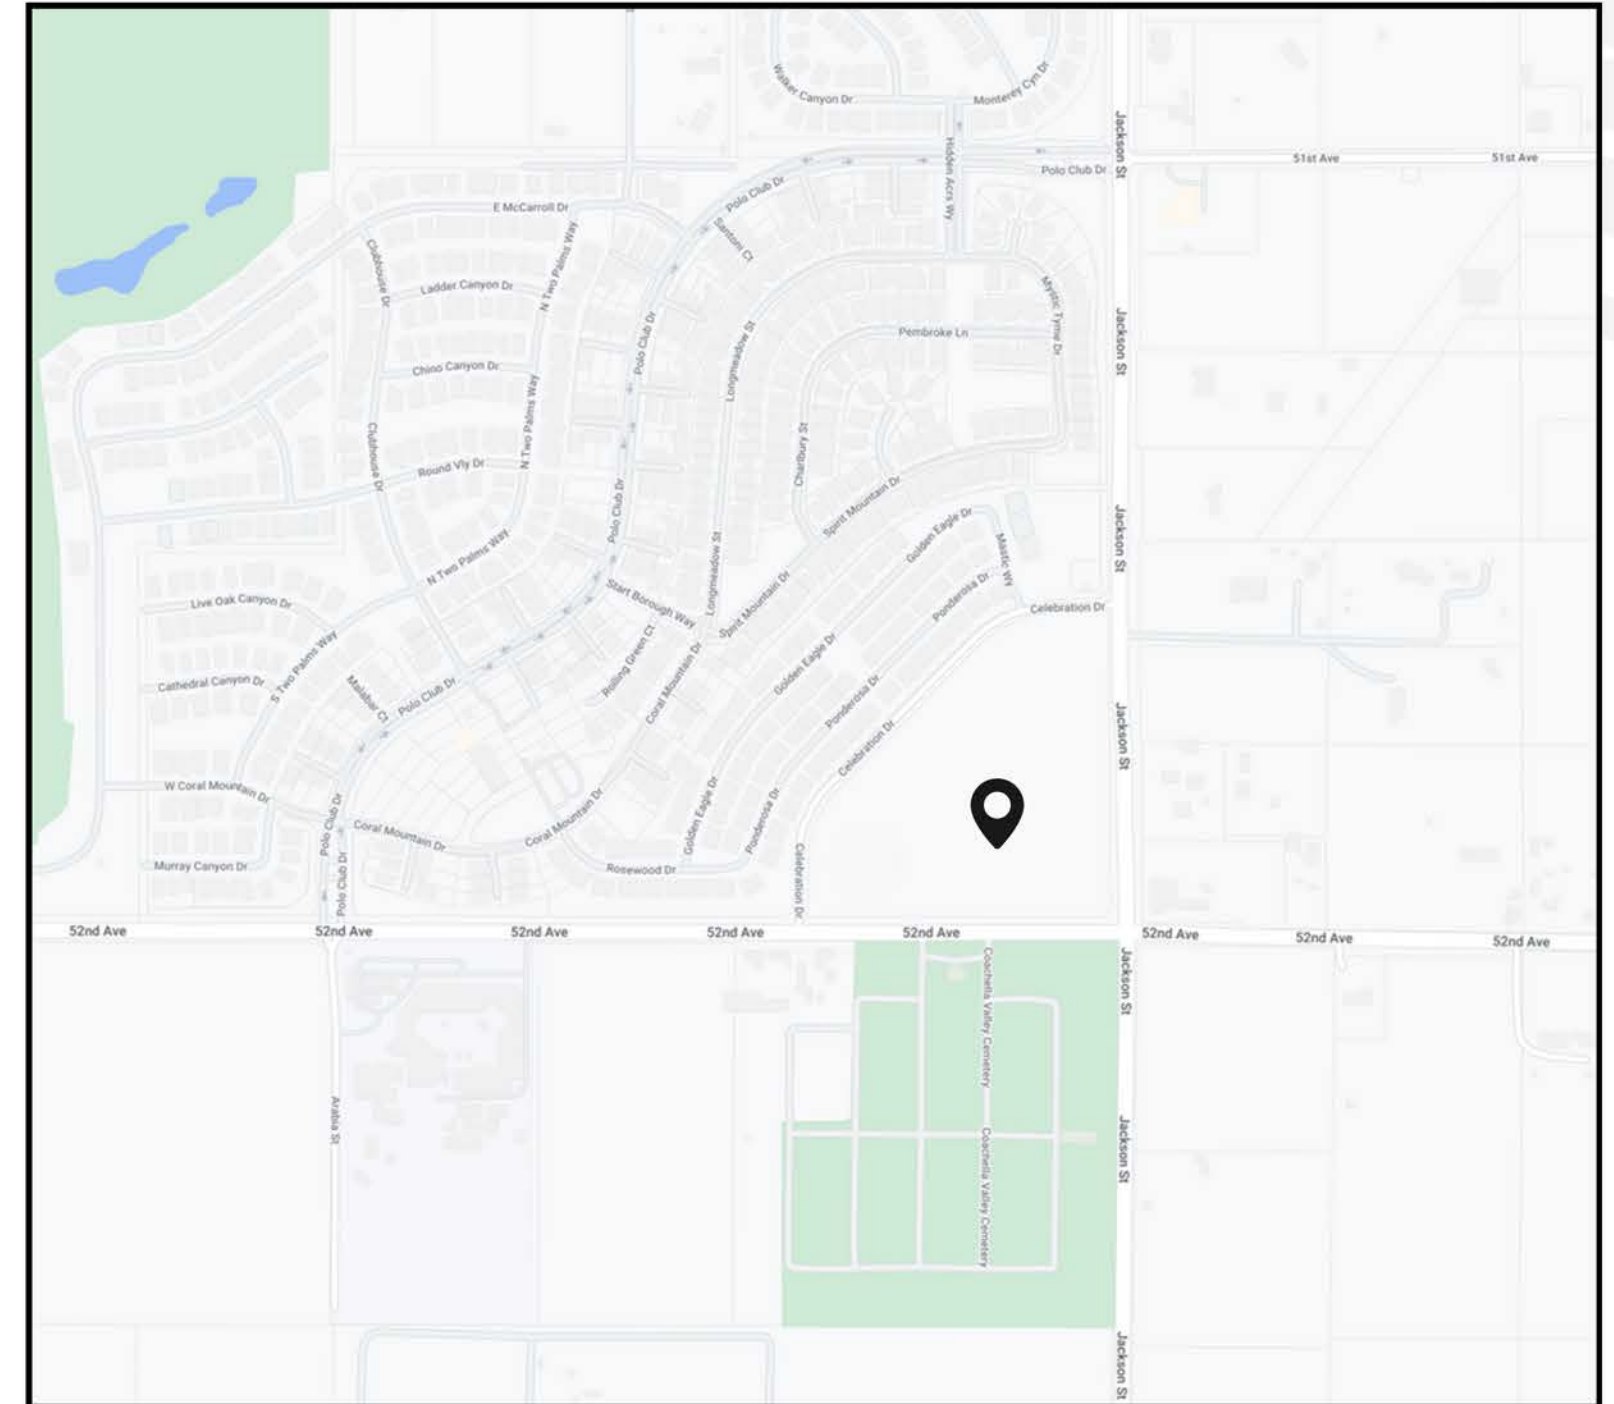 Walker Canyon Dr
Monterey Cyn Dr
Jackson St
51st Ave
51st Ave
Hidden Acrs Wy
Polo Club Dr
Polo Club Dr
E McCarroll Dr
Santoni Ct
N Two Palms Way
Clubhouse Dr
Ladder Canyon Dr
Mystic Tyme Dr
Polo Club Dr
Longmeadow St
Pembroke Ln
Jackson St
Chino Canyon Dr
N Two Palms Way
Clubhouse Dr
Round Vly Dr
Charlbury St
Polo Club Dr
Spirit Mountain Dr
Golden Eagle Dr
Jackson St
N Two Palms Way
Longmeadow St
Mastic Wy
Live Oak Canyon Dr
Start Borough Way
Spirit Mountain Dr
Ponderosa Dr
Celebration Dr
S Two Palms Way
Rolling Green Ct
Golden Eagle Dr
Cathedral Canyon Dr
Malabar Ct
Polo Club Dr
Coral Mountain Dr
Ponderosa Dr
Celebration Dr
Jackson St
W Coral Mountain Dr
Polo Club Dr
Coral Mountain Dr
Coral Mountain Dr
Golden Eagle Dr
Ponderosa Dr
Murray Canyon Dr
Polo Club Dr
Rosewood Dr
Celebration Dr
52nd Ave
52nd Ave
52nd Ave
52nd Ave
52nd Ave
52nd Ave
52nd Ave
52nd Ave
Coachella Valley Cemetery
Jackson St
Arabia St
Coachella Valley Cemetery
Jackson St
Jackson St